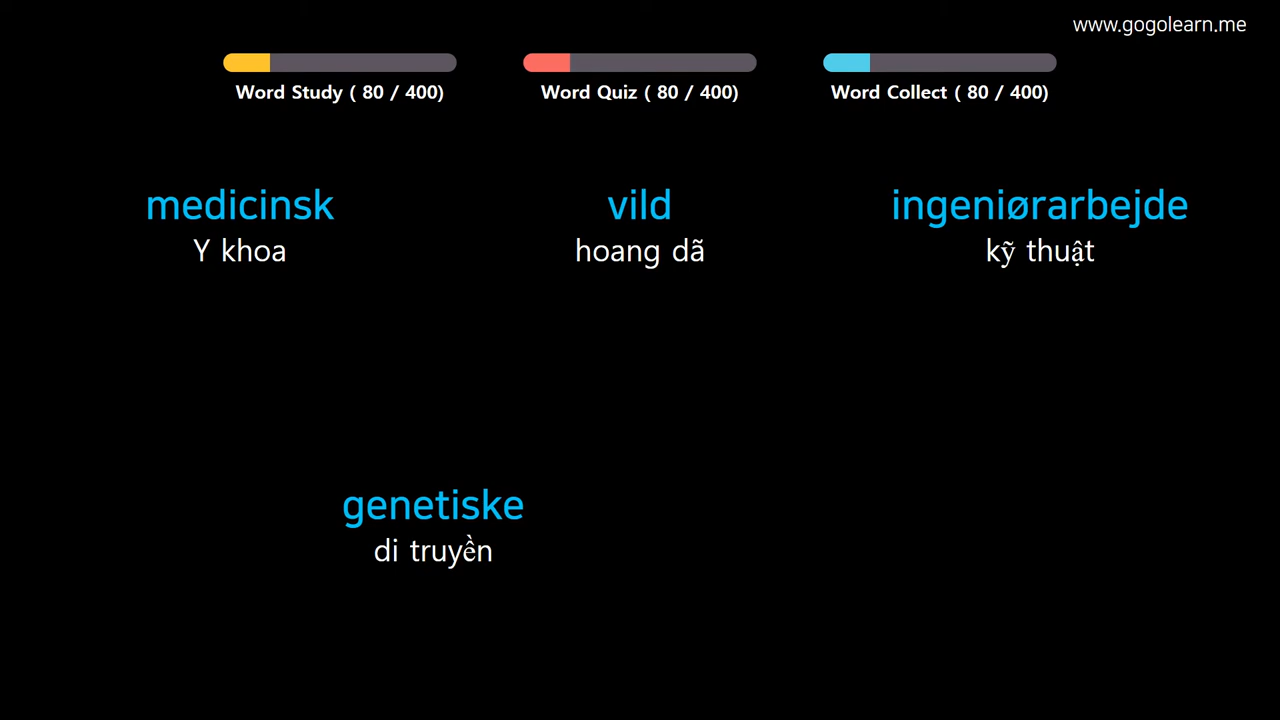 www.gogolearn.me
Word Study ( 80 / 400)
Word Quiz ( 80 / 400)
Word Collect ( 80 / 400)
medicinsk
Y khoa
vild
hoang dã
ingeniørarbejde
kỹ thuật
genetiske
di truyền